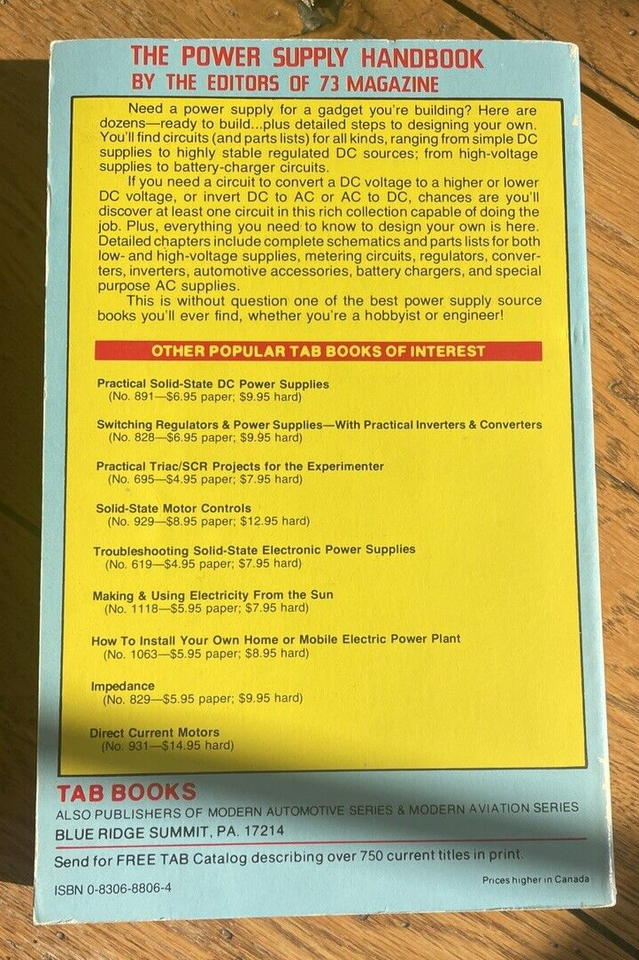 THE POWER SUPPLY HANDBOOK
BY THE EDITORS OF 73 MAGAZINE
Need a power supply for a gadget you're building? Here are
dozens—ready to build...plus detailed steps to designing your own.
You'll find circuits (and parts lists) for all kinds, ranging from simple DC
supplies to highly stable regulated DC sources; from high-voltage
supplies to battery-charger circuits.
If you need a circuit to convert a DC voltage to a higher or lower
DC voltage, or invert DC to AC or AC to DC, chances are you'll
discover at least one circuit in this rich collection capable of doing the
job. Plus, everything you need to know to design your own is here.
Detailed chapters include complete schematics and parts lists for both
low- and high-voltage supplies, metering circuits, regulators, conver-
ters, inverters, automotive accessories, battery chargers, and special
purpose AC supplies.
This is without question one of the best power supply source
books you'll ever find, whether you're a hobbyist or engineer!
OTHER POPULAR TAB BOOKS OF INTEREST
Practical Solid-State DC Power Supplies
(No. 891—$6.95 paper; $9.95 hard)
Switching Regulators & Power Supplies—With Practical Inverters & Converters
(No. 828—$6.95 paper; $9.95 hard)
Practical Triac/SCR Projects for the Experimenter
(No. 695—$4.95 paper; $7.95 hard)
Solid-State Motor Controls
(No. 929—$8.95 paper; $12.95 hard)
Troubleshooting Solid-State Electronic Power Supplies
(No. 619—$4.95 paper; $7.95 hard)
Making & Using Electricity From the Sun
(No. 1118—$5.95 paper; $7.95 hard)
How To Install Your Own Home or Mobile Electric Power Plant
(No. 1063—$5.95 paper; $8.95 hard)
Impedance
(No. 829—$5.95 paper; $9.95 hard)
Direct Current Motors
(No. 931—$14.95 hard)
TAB BOOKS
ALSO PUBLISHERS OF MODERN AUTOMOTIVE SERIES & MODERN AVIATION SERIES
BLUE RIDGE SUMMIT, PA. 17214
Send for FREE TAB Catalog describing over 750 current titles in print.
ISBN 0-8306-8806-4
Prices higher in Canada